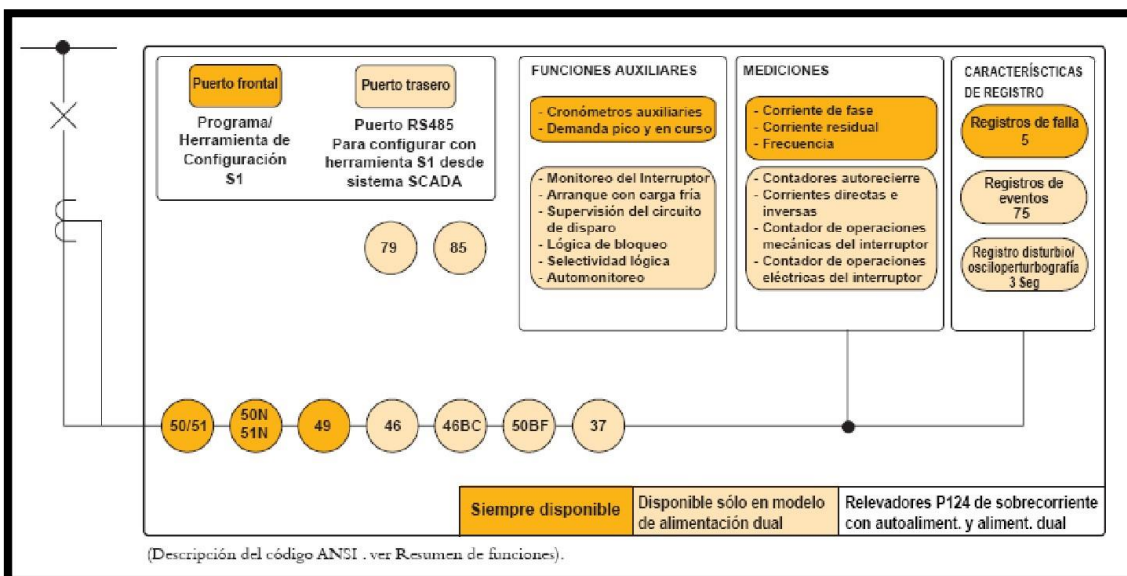 Puerto frontal
Programa/
Herramienta de
Configuración
S1
Puerto trasero
Puerto RS485
Para configurar con
herramienta S1 desde
sistema SCADA
79
85
FUNCIONES AUXILIARES
- Cronómetros auxiliaries
- Demanda pico y en curso
- Monitoreo del Interruptor
- Arranque con carga fría
- Supervisión del circuito
de disparo
- Lógica de bloqueo
- Selectividad lógica
- Automonitoreo
MEDICIONES
- Corriente de fase
- Corriente residual
- Frecuencia
- Contadores autorecierre
- Corrientes directas e
inversas
- Contador de operaciones
mecánicas del interruptor
- Contador de operaciones
eléctricas del interruptor
CARACTERÍSCTICAS
DE REGISTRO
Registros de falla
5
Registros de
eventos
75
Registro disturbio/
osciloperturbografía
3 Seg
50/51
50N
51N
49
46
46BC
50BF
37
Siempre disponible
Disponible sólo en modelo
de alimentación dual
Relevadores P124 de sobrecorriente
con autoaliment. y aliment. dual
(Descripción del código ANSI . ver Resumen de funciones).